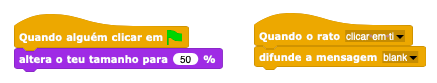 Quando alguém clicar em
altera o teu tamanho para 50 %
Quando o rato clicar em ti
difunde a mensagem blank